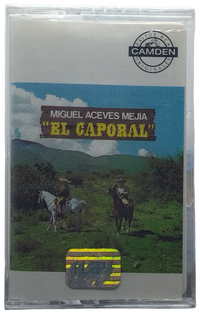 CAMDEN
MIGUEL ACEVES MEJIA
"EL CAPORAL"